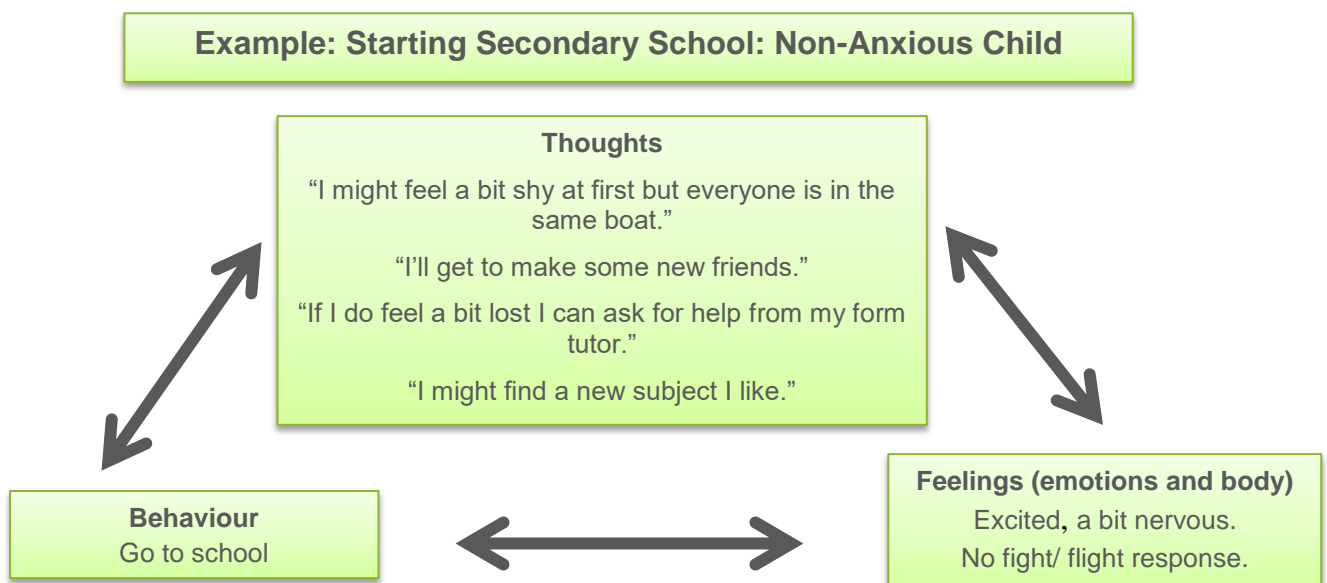 Example: Starting Secondary School: Non-Anxious Child
Thoughts
“I might feel a bit shy at first but everyone is in the
same boat.”
“I’ll get to make some new friends.”
“If I do feel a bit lost I can ask for help from my form
tutor.”
“I might find a new subject I like.”
Behaviour
Go to school
Feelings (emotions and body)
Excited, a bit nervous.
No fight/ flight response.